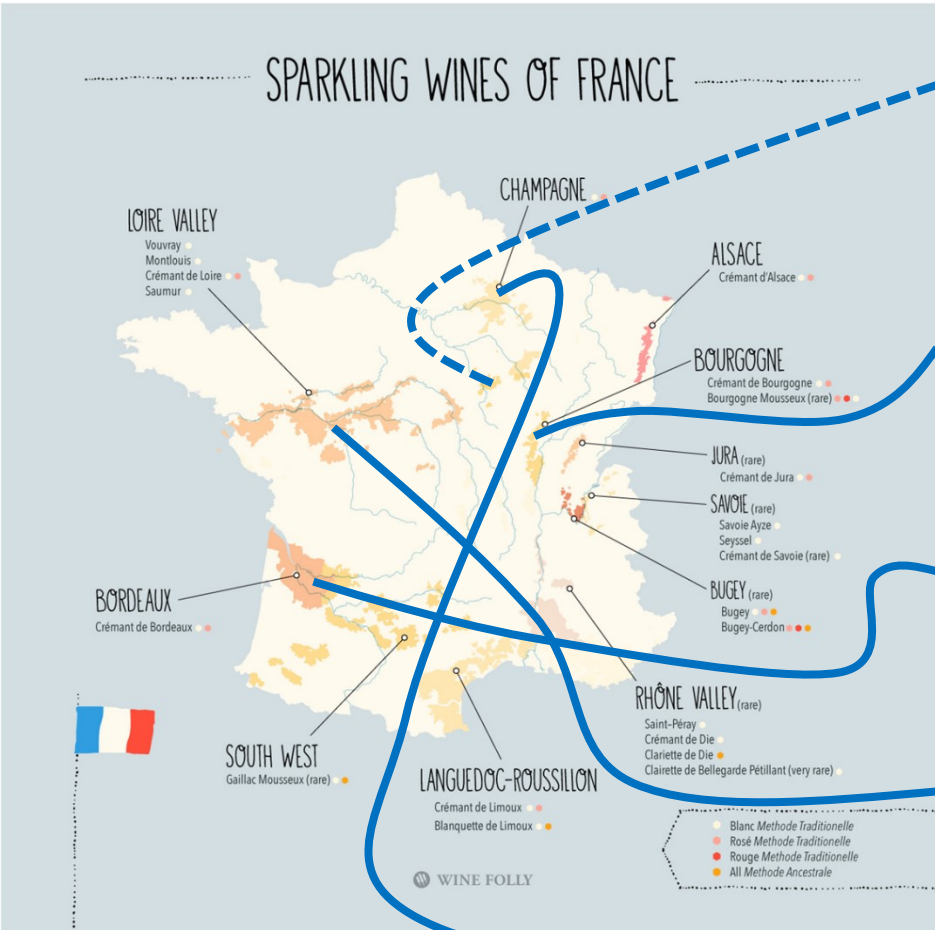 SPARKLING WINES OF FRANCE
CHAMPAGNE
LOIRE VALLEY
Vouvray
Montlouis
Crémant de Loire
Saumur
ALSACE
Crémant d'Alsace
BOURGOGNE
Crémant de Bourgogne
Bourgogne Mousseux (rare)
JURA (rare)
Crémant de Jura
SAVOIE (rare)
Savoie Ayze
Seyssel
Crémant de Savoie (rare)
BUGEY (rare)
Bugey
Bugey-Cerdon
BORDEAUX
Crémant de Bordeaux
RHÔNE VALLEY (rare)
Saint-Péray
Crémant de Die
Clariette de Die
Clairette de Bellegarde Pétillant (very rare)
SOUTH WEST
Gaillac Mousseux (rare)
LANGUEDOC-ROUSSILLON
Crémant de Limoux
Blanquette de Limoux
Blanc Methode Traditionelle
Rosé Methode Traditionelle
Rouge Methode Traditionelle
All Methode Ancestrale
WINE FOLLY